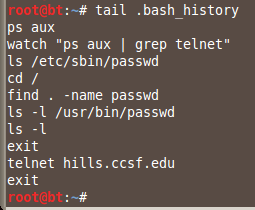 root@bt:~# tail .bash_history
ps aux
watch "ps aux | grep telnet"
ls /etc/sbin/passwd
cd /
find . -name passwd
ls -l /usr/bin/passwd
ls -l
exit
telnet hills.ccsf.edu
exit
root@bt:~#